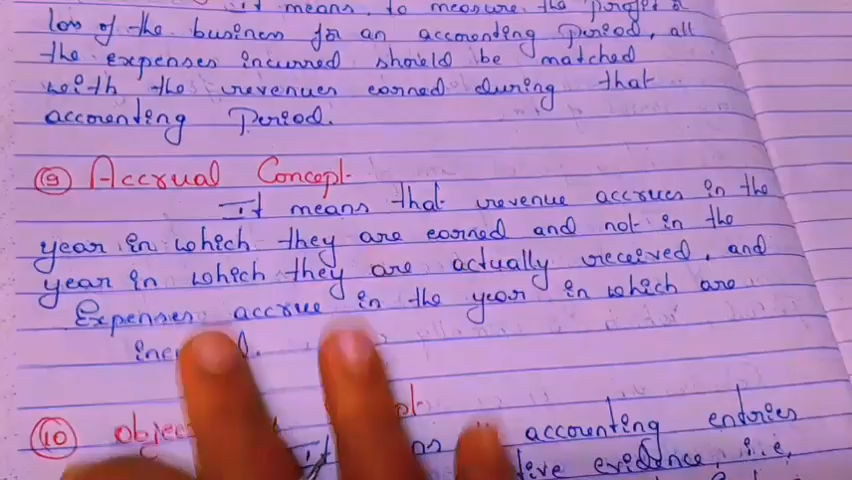 It means, to measure the profit or
loss of the business for an accounting Period, all
the expenses incurred should be matched
with the revenues earned during that
accounting Period.
(9) Accrual Concept
It means that revenue accrues in the
year in which they are earned and not in the
year in which they are actually received, and
Expenses accrue in the year in which are
(10)
accounting entries
evidence, i.e,